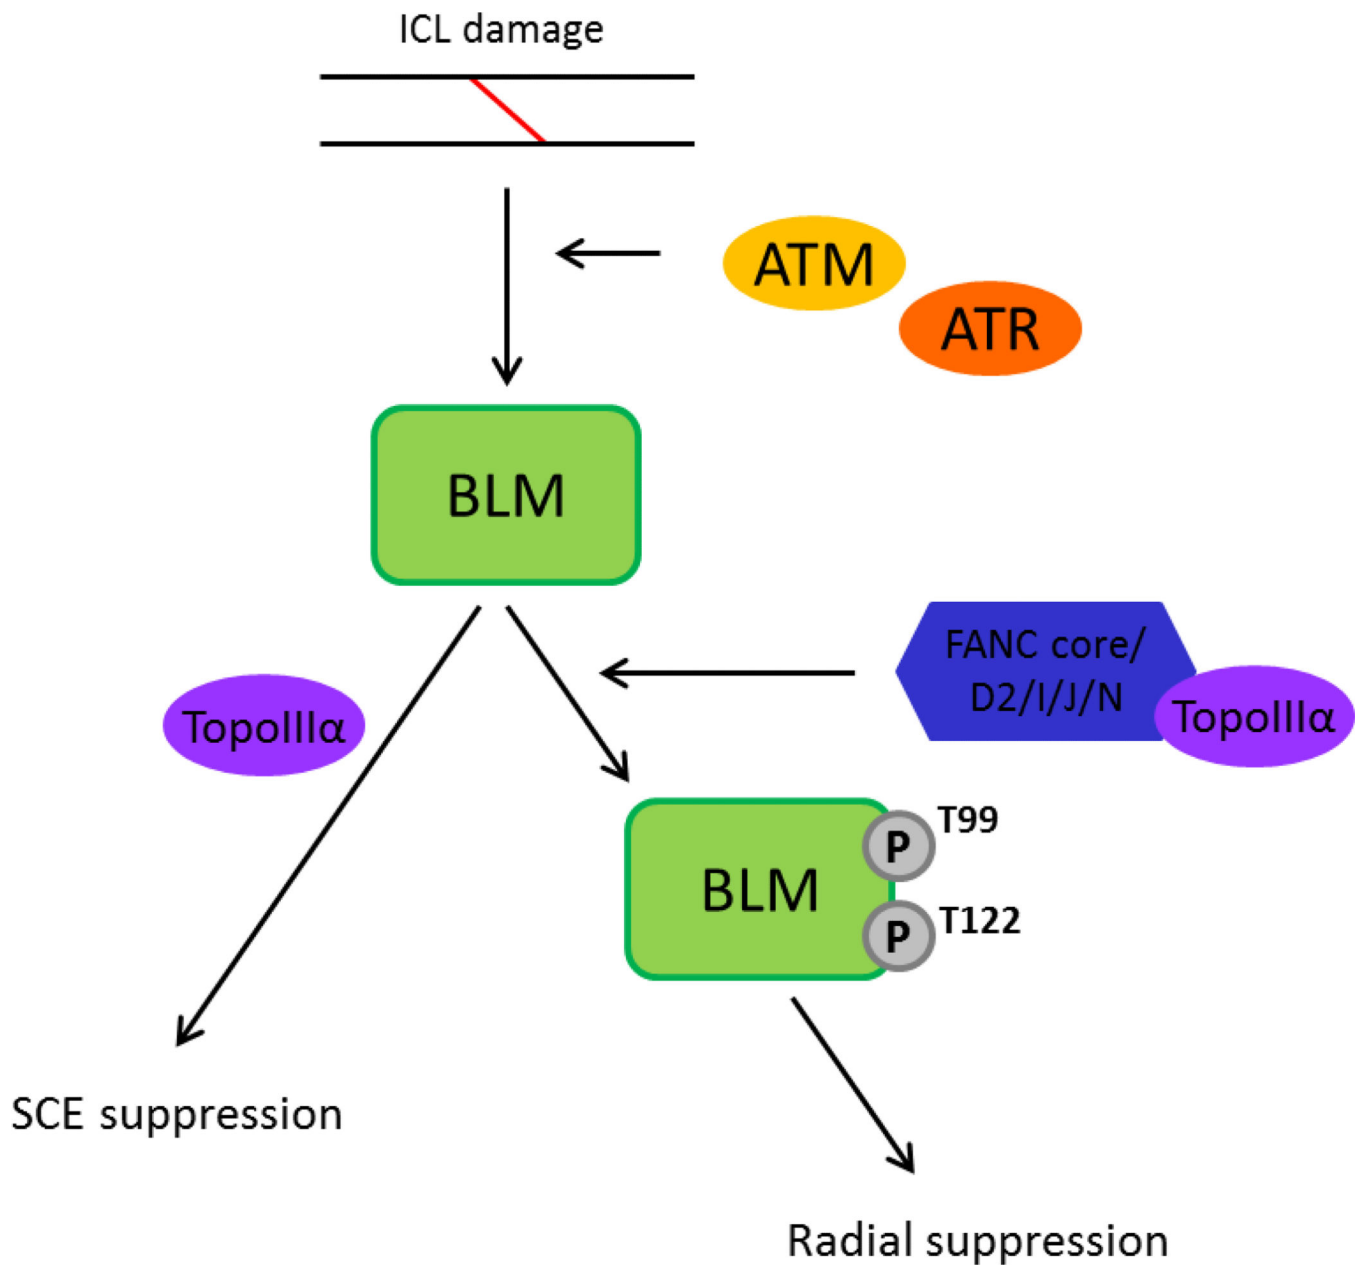 ICL damage
ATM
ATR
BLM
FANC core/
D2/I/J/N
TopoIIIα
TopoIIIα
P
T99
BLM
P
T122
SCE suppression
Radial suppression